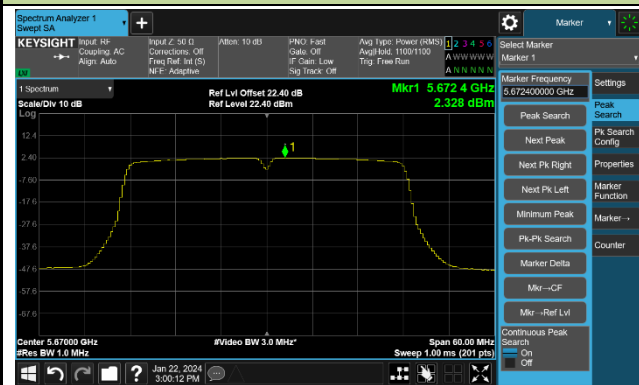 Spectrum Analyzer 1
Swept SA
+
Marker
KEYSIGHT Input: RF
Coupling: AC
Align: Auto
Input Z: 50 Ω
Corrections: Off
Freq Ref: Int (S)
NFE: Adaptive
Atten: 10 dB
PNO: Fast
Gate: Off
IF Gain: Low
Sig Track: Off
Avg Type: Power (RMS)
Avg|Hold: 1100/1100
Trig: Free Run
1 2 3 4 5 6
A W W W W W
A N N N N N
Select Marker
Marker 1
LXI
1 Spectrum
Scale/Div 10 dB
Log
Ref Lvl Offset 22.40 dB
Ref Level 22.40 dBm
Mkr1 5.672 4 GHz
2.328 dBm
1
12.4
2.40
-7.60
-17.6
-27.6
-37.6
-47.6
-57.6
-67.6
Center 5.67000 GHz
#Res BW 1.0 MHz
#Video BW 3.0 MHz*
Span 60.00 MHz
Sweep 1.00 ms (201 pts)
Marker Frequency
5.672400000 GHz
Peak Search
Next Peak
Next Pk Right
Next Pk Left
Minimum Peak
Pk-Pk Search
Marker Delta
Mkr→CF
Mkr→Ref Lvl
Continuous Peak
Search
On
Off
Settings
Peak
Search
Pk Search
Config
Properties
Marker
Function
Marker→
Counter
?
Jan 22, 2024
3:00:12 PM